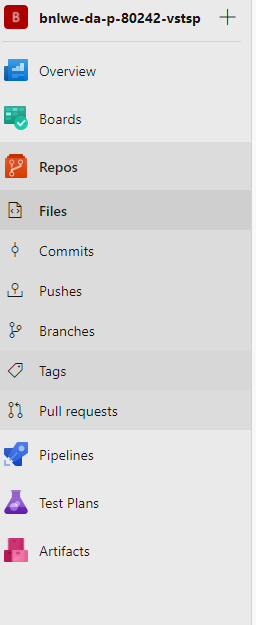 B bnlwe-da-p-80242-vstsp
Overview
Boards
Repos
Files
Commits
Pushes
Branches
Tags
Pull requests
Pipelines
Test Plans
Artifacts